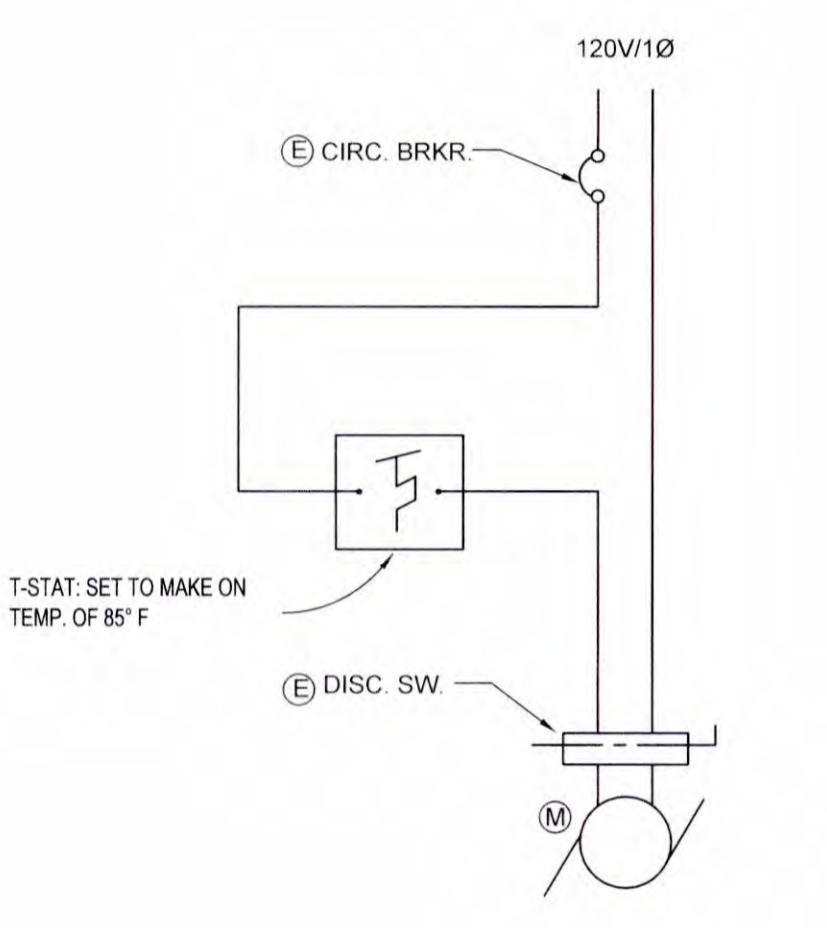 120V/1Ø
E CIRC. BRKR.
T-STAT: SET TO MAKE ON
TEMP. OF 85° F
E DISC. SW.
M